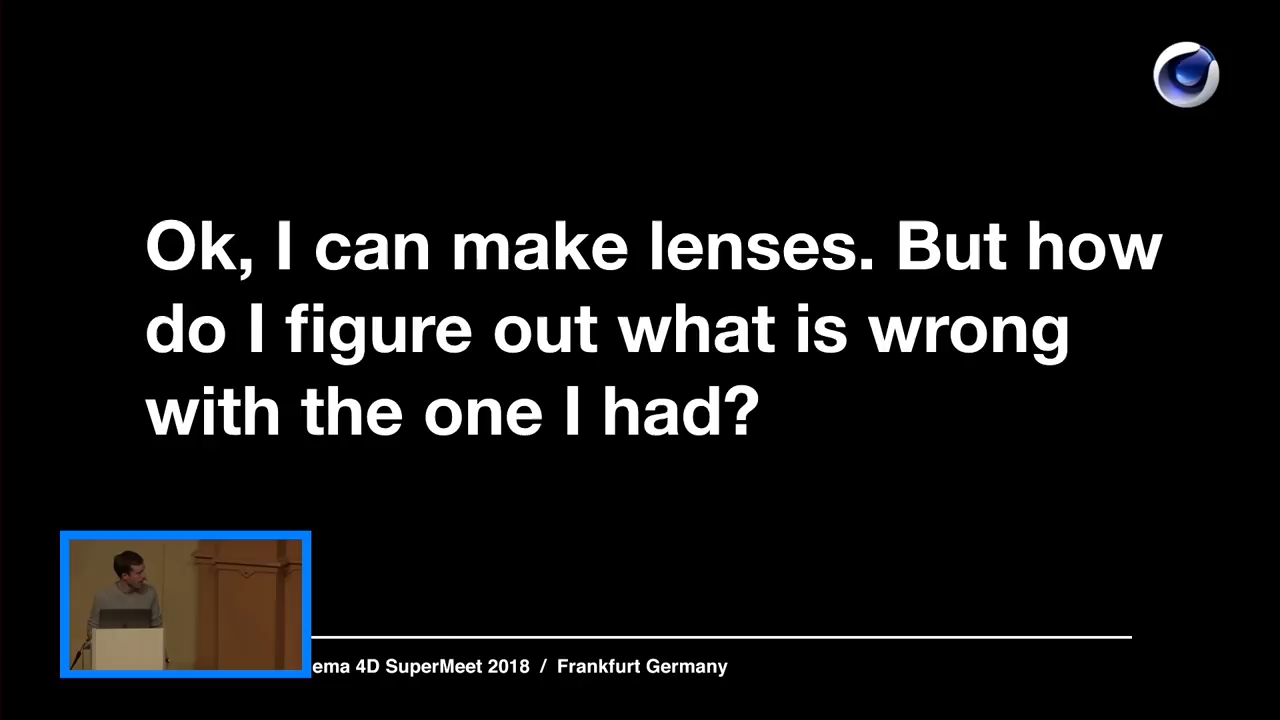 Ok, I can make lenses. But how
do I figure out what is wrong
with the one I had?
ema 4D SuperMeet 2018 / Frankfurt Germany